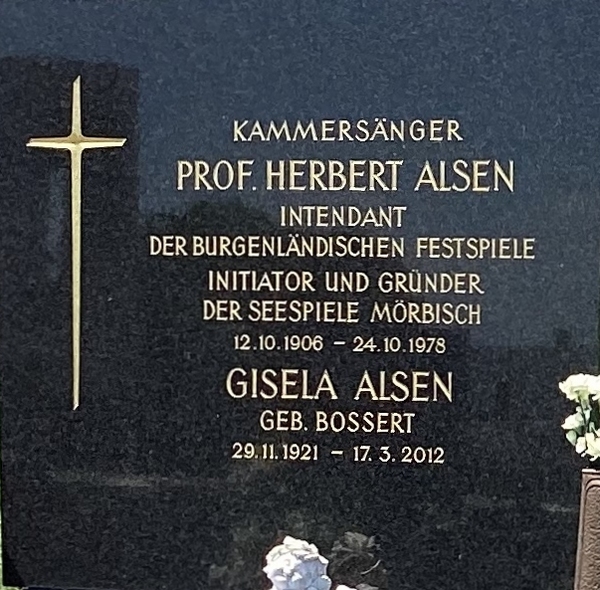 KAMMERSÄNGER
PROF. HERBERT ALSEN
INTENDANT
DER BURGENLÄNDISCHEN FESTSPIELE
INITIATOR UND GRÜNDER
DER SEESPIELE MÖRBISCH
12.10.1906 – 24.10.1978
GISELA ALSEN
GEB. BOSSERT
29.11.1921 – 17.3.2012